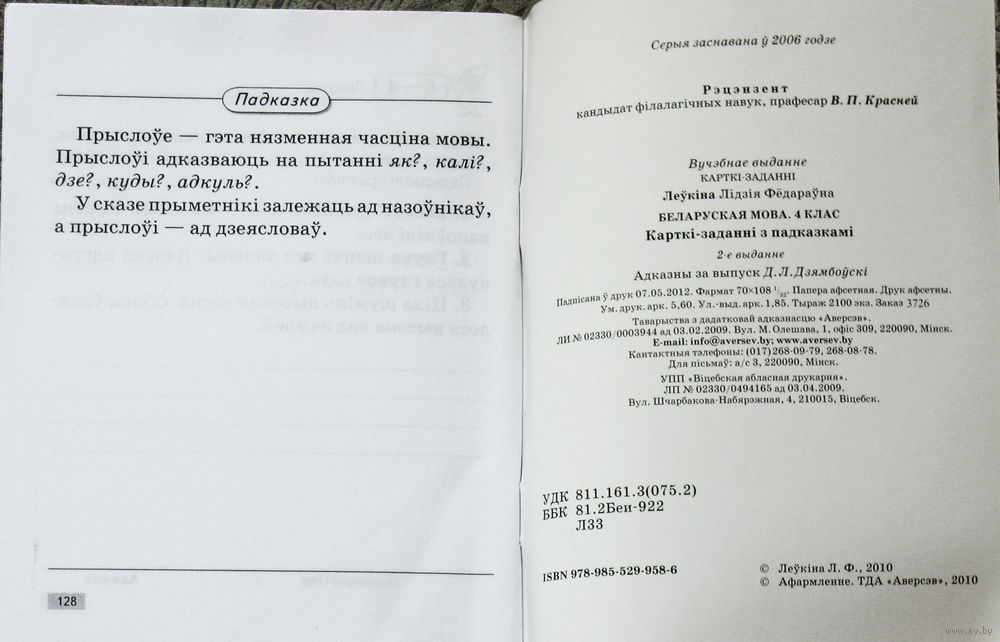 Падказка
Прыслоўе — гэта нязменная часціна мовы.
Прыслоўі адказваюць на пытанні як?, калі?,
дзе?, куды?, адкуль?.
У сказе прыметнікі залежаць ад назоўнікаў,
а прыслоўі — ад дзеясловаў.
128
Серыя заснавана ў 2006 годзе
Рэцэнзент
кандыдат філалагічных навук, прафесар В. П. Красней
Вучэбнае выданне
КАРТКІ-ЗАДАННІ
Леўкіна Лідзія Фёдараўна
БЕЛАРУСКАЯ МОВА. 4 КЛАС
Карткі-заданні з падказкамі
2-е выданне
Адказны за выпуск Д.Л.Дзямбоўскі
Падпісана ў друк 07.05.2012. Фармат 70×108 1/32. Папера афсетная. Друк афсетны.
Ум. друк. арк. 5,60. Ул.-выд. арк. 1,85. Тыраж 2100 экз. Заказ 3726
Таварыства з дадатковай адказнасцю «Аверсэв».
ЛИ № 02330/0003944 ад 03.02.2009. Вул. М. Олешава, 1, офіс 309, 220090, Мінск.
E-mail: info@aversev.by; www.aversev.by
Кантактныя тэлефоны: (017) 268-09-79, 268-08-78.
Для пісьмаў: а/с 3, 220090, Мінск.
УПП «Віцебская абласная друкарня».
ЛП № 02330/0494165 ад 03.04.2009.
Вул. Шчарбакова-Набярэжная, 4, 210015, Віцебск.
УДК 811.161.3(075.2)
ББК 81.2Беи-922
Л33
ISBN 978-985-529-958-6
© Леўкіна Л. Ф., 2010
© Афармленне. ТДА «Аверсэв», 2010
www.ay.by